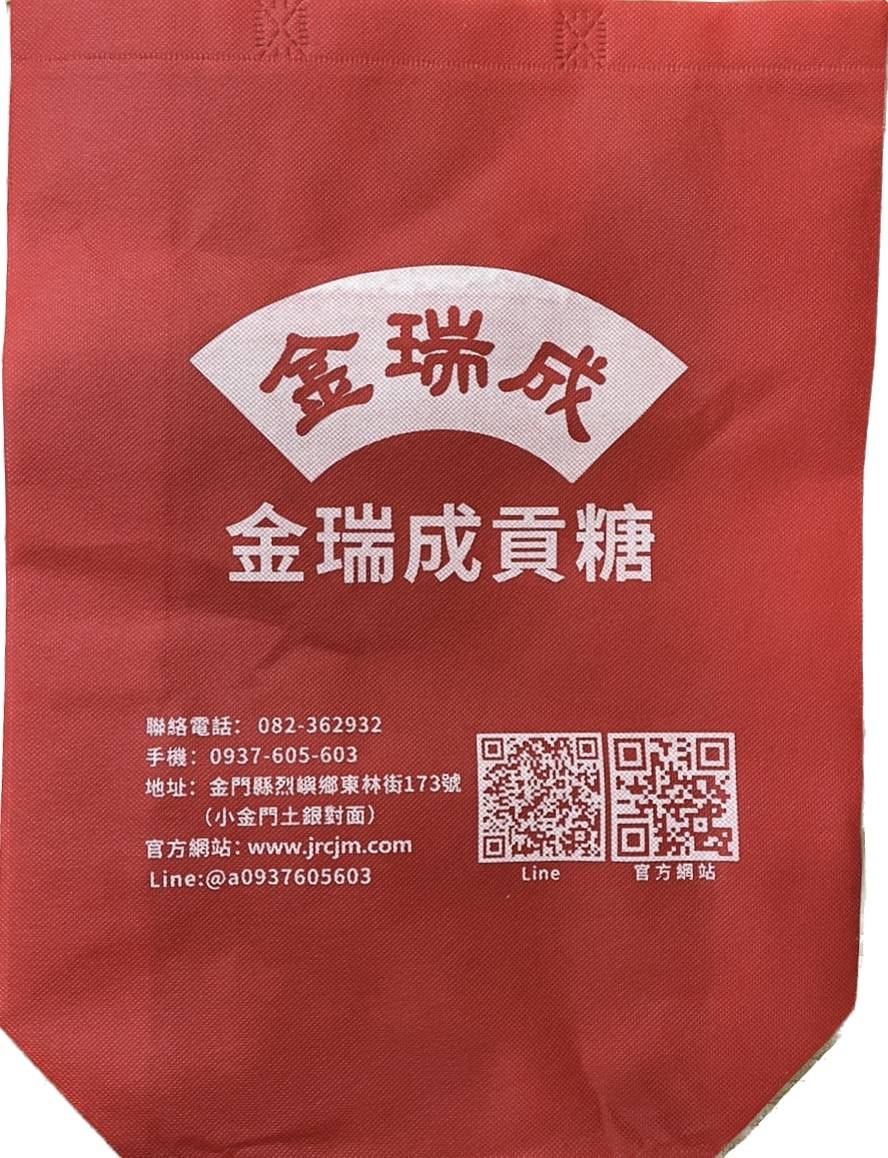 金瑞成
金瑞成貢糖
聯絡電話： 082-362932
手機：0937-605-603
地址：金門縣烈嶼鄉東林街173號
（小金門土銀對面）
官方網站：www.jrcjm.com
Line:@a0937605603
Line
官方網站